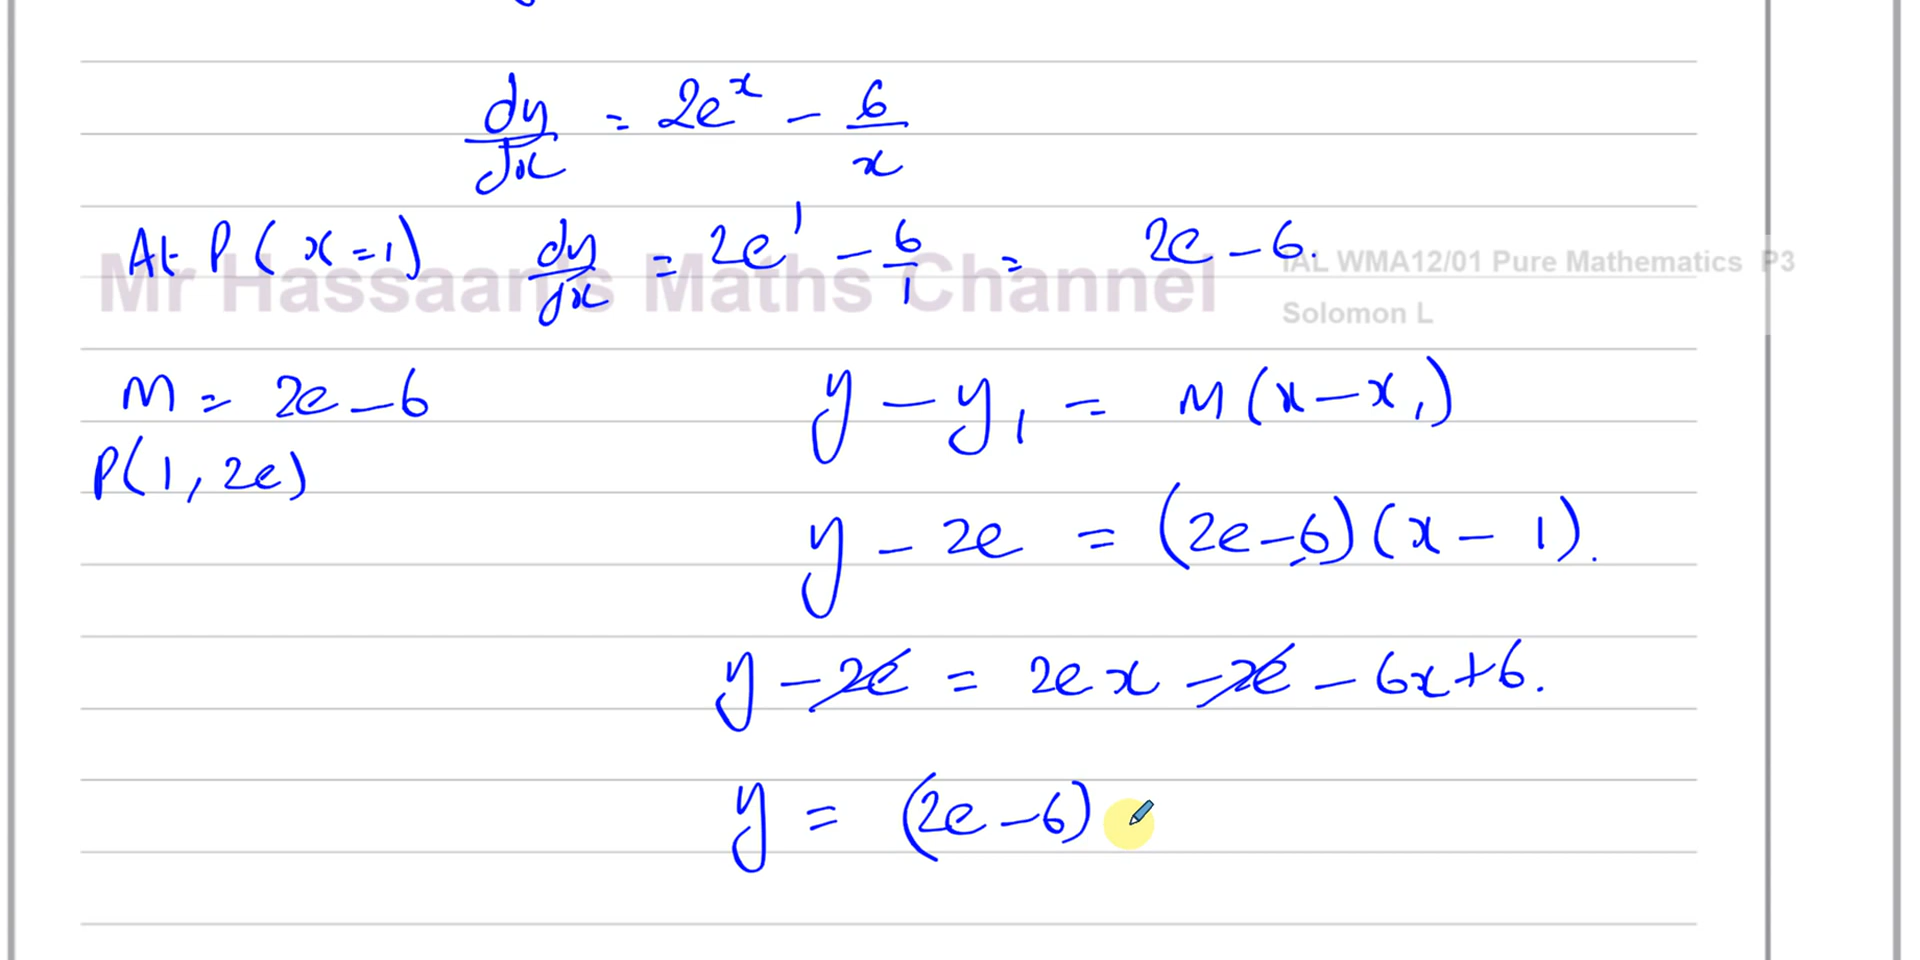 dy/dx = 2e^x - 6/x
At P(x=1) dy/dx = 2e^1 - 6/1 = 2e-6.
Mr Hassaan's Maths Channel
IAL WMA12/01 Pure Mathematics P3
Solomon L
M = 2e-6
y - y₁ = M(x-x₁)
P(1, 2e)
y - 2e = (2e-6)(x-1).
y - 2e = 2ex - 2e - 6x+6.
y = (2e-6)